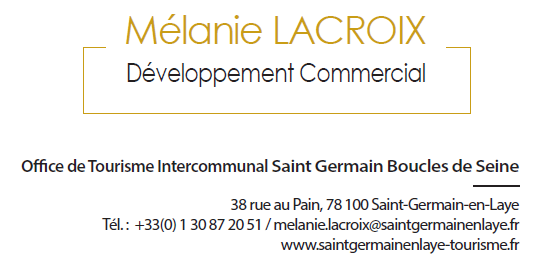 Mélanie LACROIX
Développement Commercial
Office de Tourisme Intercommunal Saint Germain Boucles de Seine
38 rue au Pain, 78 100 Saint-Germain-en-Laye
Tél. : +33(0) 1 30 87 20 51 / melanie.lacroix@saintgermainenlaye.fr
www.saintgermainenlaye-tourisme.fr